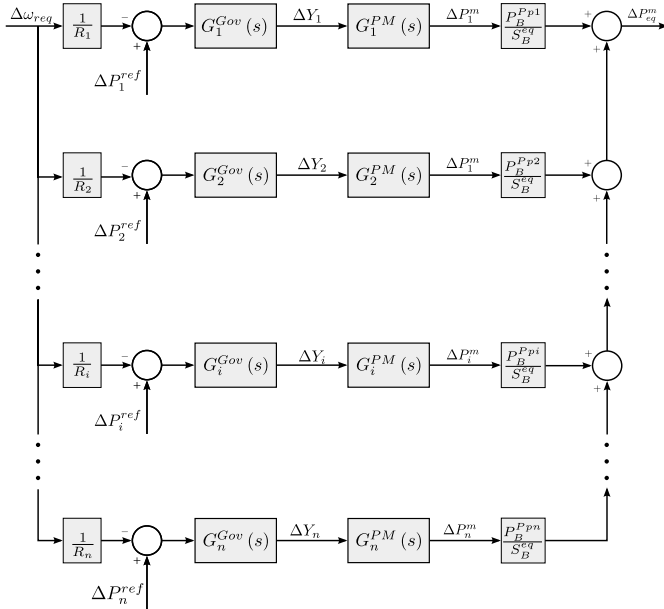 Δω_req 1/R_1 − + G_1^Gov(s) ΔY_1 G_1^PM(s) ΔP_1^m P_B^Pp1/S_B^eq + + ΔP_eq^m
ΔP_1^ref
1/R_2 − + G_2^Gov(s) ΔY_2 G_2^PM(s) ΔP_1^m P_B^Pp2/S_B^eq + +
ΔP_2^ref
1/R_i − + G_i^Gov(s) ΔY_i G_i^PM(s) ΔP_i^m P_B^Ppi/S_B^eq + +
ΔP_i^ref
1/R_n − + G_n^Gov(s) ΔY_n G_n^PM(s) ΔP_n^m P_B^Ppn/S_B^eq
ΔP_n^ref